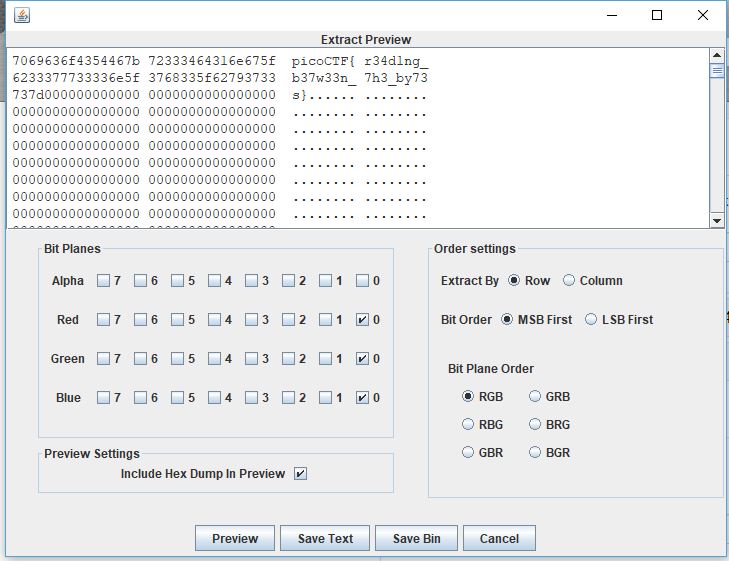 Extract Preview
7069636f4354467b 72333464316e675f picoCTF{ r34d1ng_
6233377733336e5f 3768335f62793733 b37w33n_ 7h3_by73
737d000000000000 0000000000000000 s}...... ........
0000000000000000 0000000000000000 ........ ........
0000000000000000 0000000000000000 ........ ........
0000000000000000 0000000000000000 ........ ........
0000000000000000 0000000000000000 ........ ........
0000000000000000 0000000000000000 ........ ........
0000000000000000 0000000000000000 ........ ........
0000000000000000 0000000000000000 ........ ........
Bit Planes
Alpha 7 6 5 4 3 2 1 0
Red 7 6 5 4 3 2 1 0
Green 7 6 5 4 3 2 1 0
Blue 7 6 5 4 3 2 1 0
Preview Settings
Include Hex Dump In Preview
Order settings
Extract By Row Column
Bit Order MSB First LSB First
Bit Plane Order
RGB GRB
RBG BRG
GBR BGR
Preview Save Text Save Bin Cancel